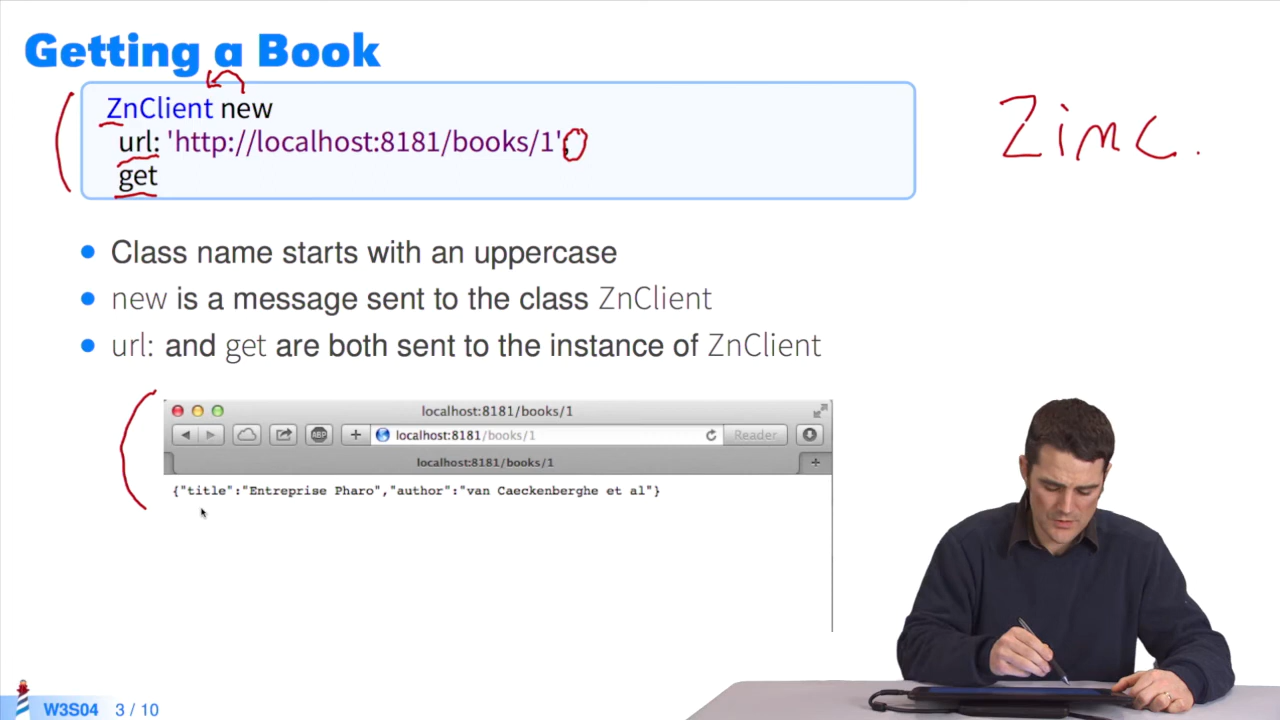 Getting a Book
ZnClient new
url: 'http://localhost:8181/books/1';
get
Zinc.
Class name starts with an uppercase
new is a message sent to the class ZnClient
url: and get are both sent to the instance of ZnClient
localhost:8181/books/1
ABP
localhost:8181/books/1
Reader
localhost:8181/books/1
{"title":"Entreprise Pharo","author":"van Caeckenberghe et al"}
W3S04 3 / 10